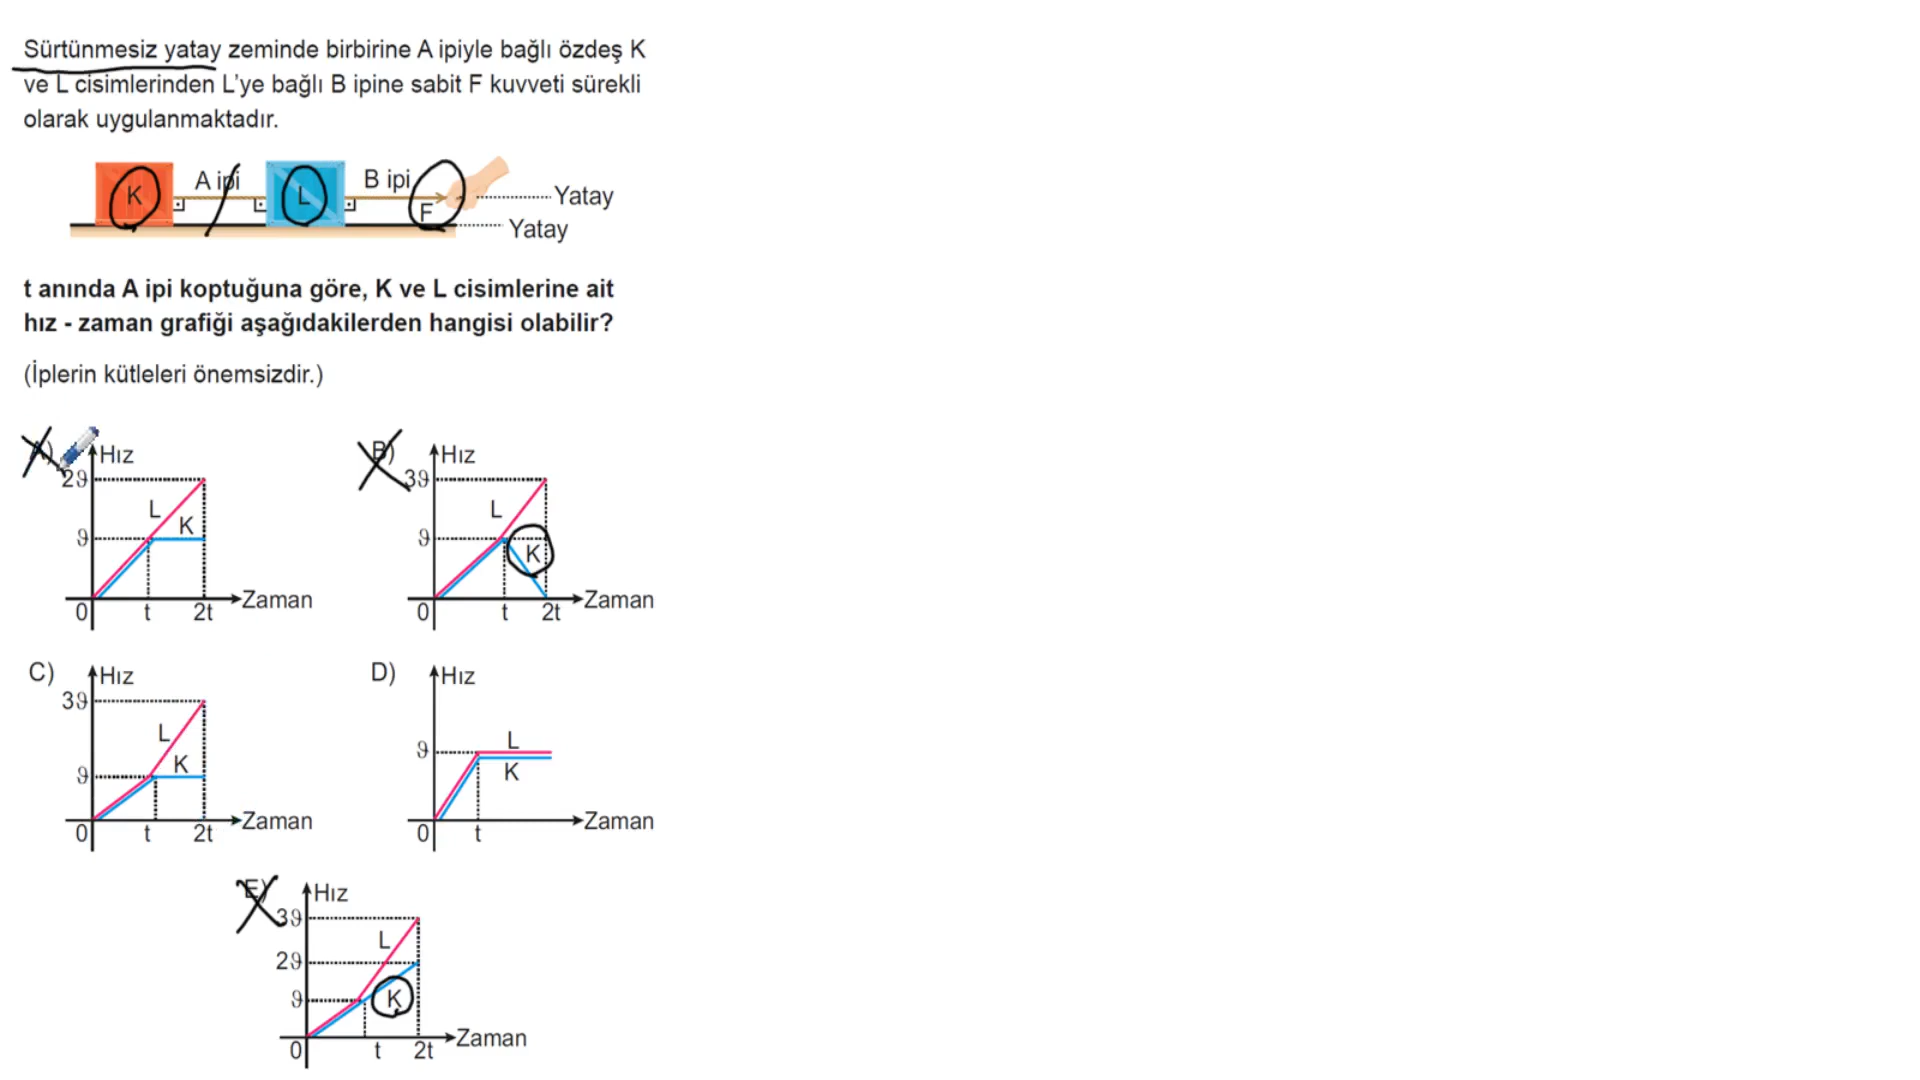 Sürtünmesiz yatay zeminde birbirine A ipiyle bağlı özdeş K
ve L cisimlerinden L'ye bağlı B ipine sabit F kuvveti sürekli
olarak uygulanmaktadır.
K A ipi L B ipi F Yatay
Yatay
t anında A ipi koptuğuna göre, K ve L cisimlerine ait
hız - zaman grafiği aşağıdakilerden hangisi olabilir?
(İplerin kütleleri önemsizdir.)
A) Hız
2ϑ
L
K
ϑ
Zaman
0 t 2t
B) Hız
3ϑ
L
ϑ
K
Zaman
0 t 2t
C) Hız
3ϑ
L
K
ϑ
Zaman
0 t 2t
D) Hız
L
ϑ
K
Zaman
0 t
E) Hız
3ϑ
L
2ϑ
K
ϑ
Zaman
0 t 2t